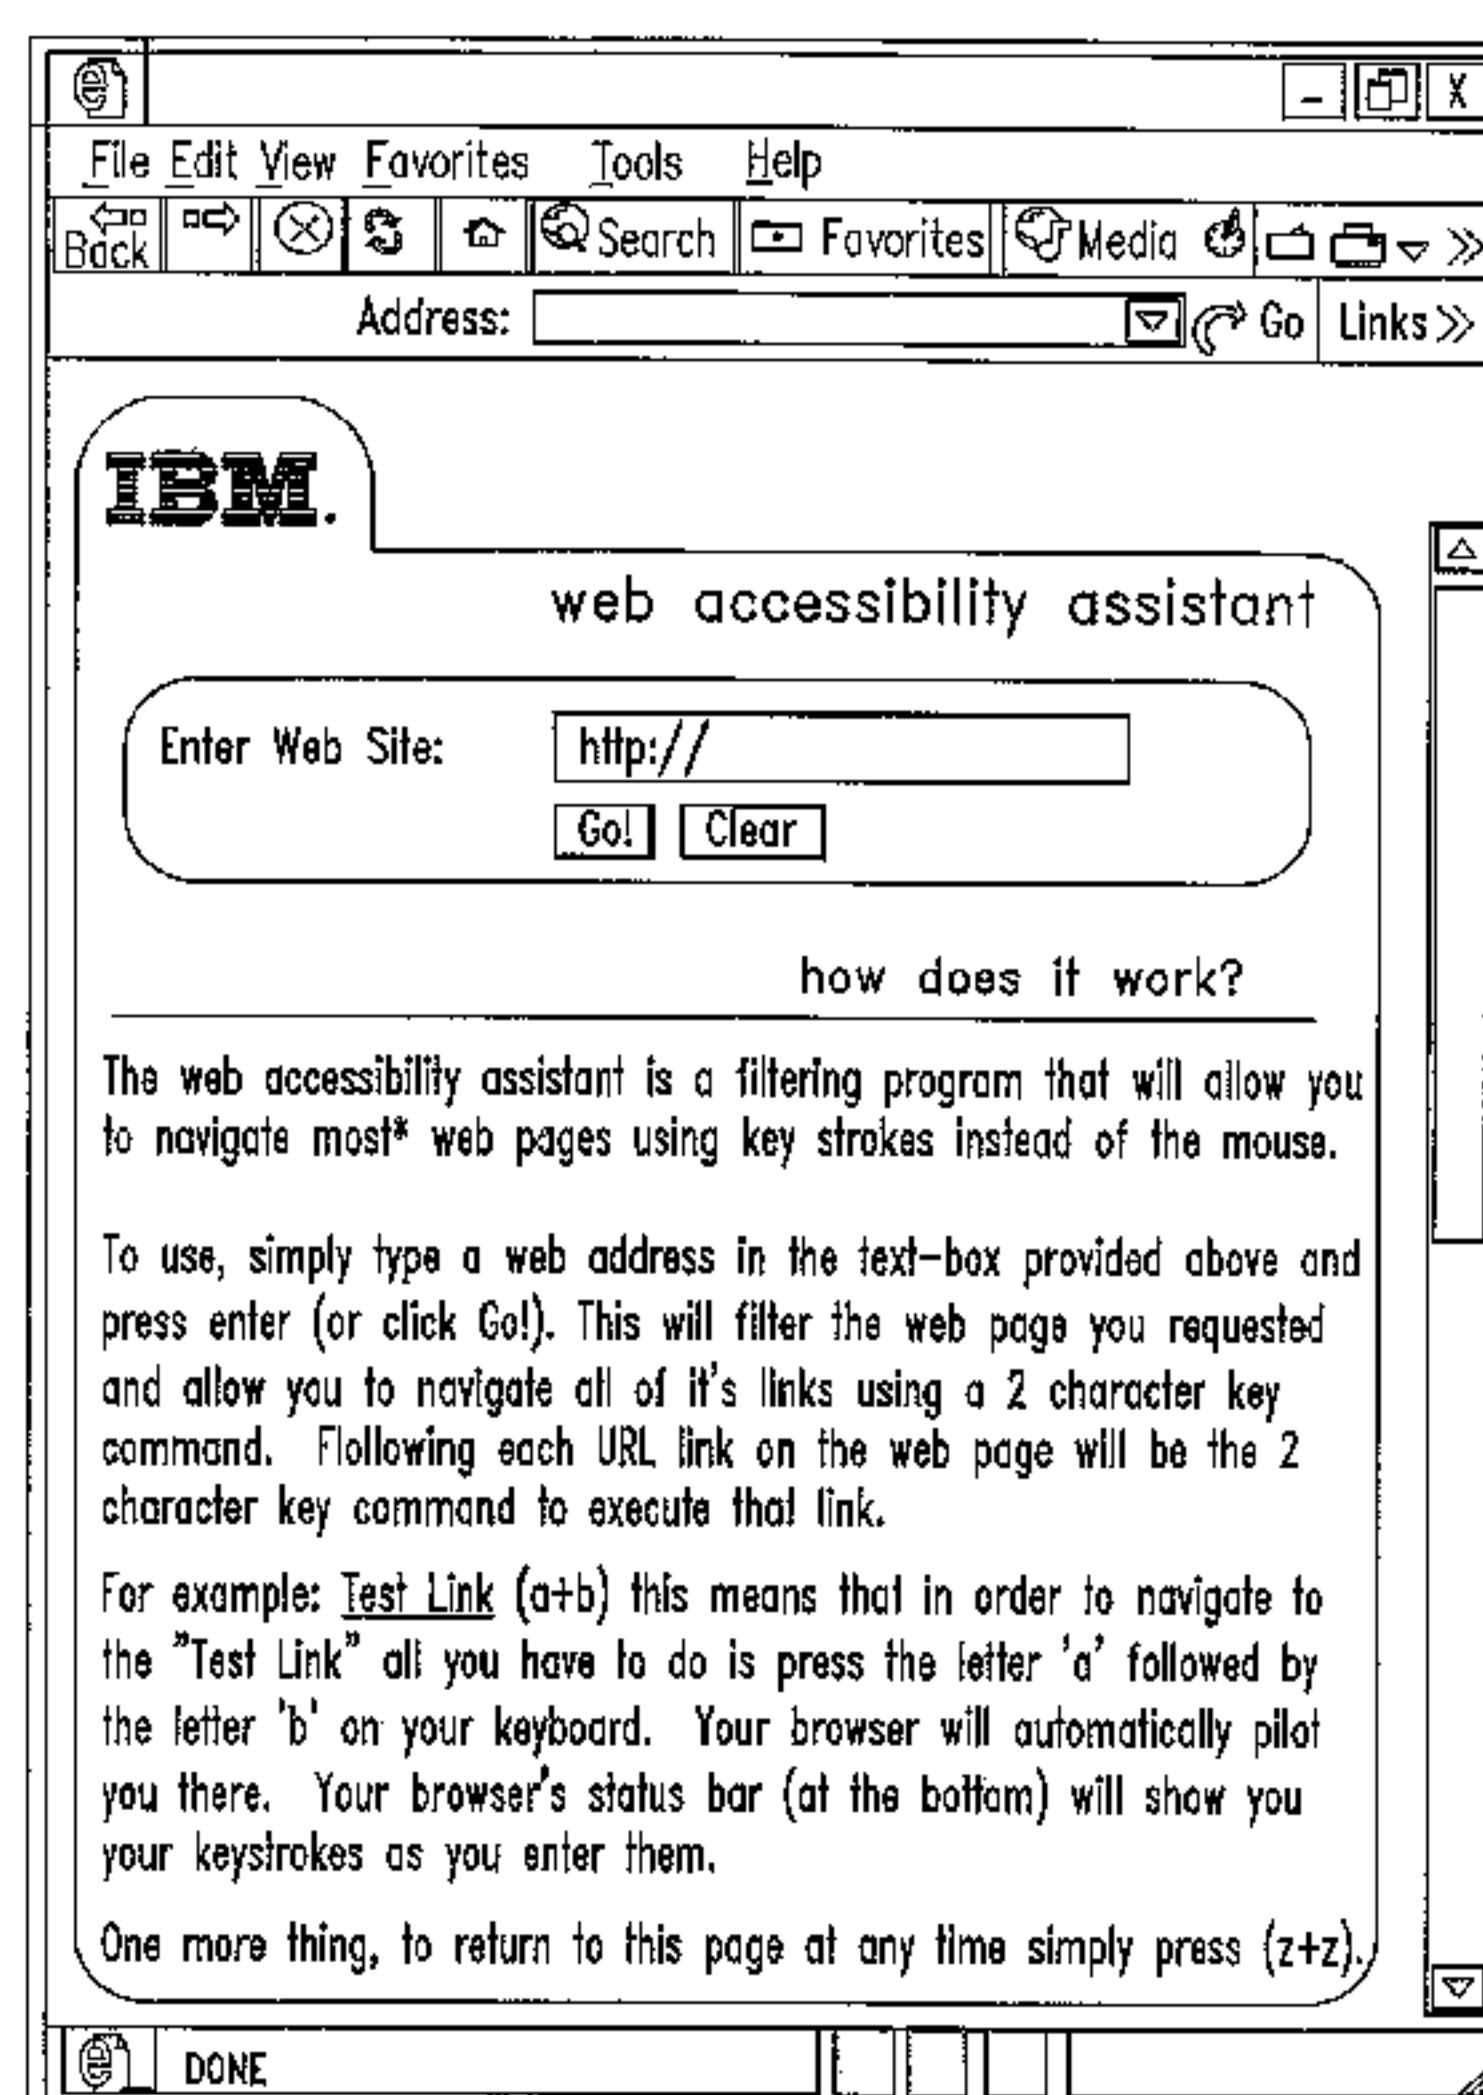 X
File Edit View Favorites Tools Help
Back Search Favorites Media
Address: Go Links
IBM.
web accessibility assistant
Enter Web Site: http://
Go! Clear
how does it work?
The web accessibility assistant is a filtering program that will allow you
to navigate most* web pages using key strokes instead of the mouse.
To use, simply type a web address in the text-box provided above and
press enter (or click Go!). This will filter the web page you requested
and allow you to navigate all of it's links using a 2 character key
command. Flollowing each URL link on the web page will be the 2
character key command to execute that link.
For example: Test Link (a+b) this means that in order to navigate to
the "Test Link" all you have to do is press the letter 'a' followed by
the letter 'b' on your keyboard. Your browser will automatically pilot
you there. Your browser's status bar (at the bottom) will show you
your keystrokes as you enter them.
One more thing, to return to this page at any time simply press (z+z).
DONE